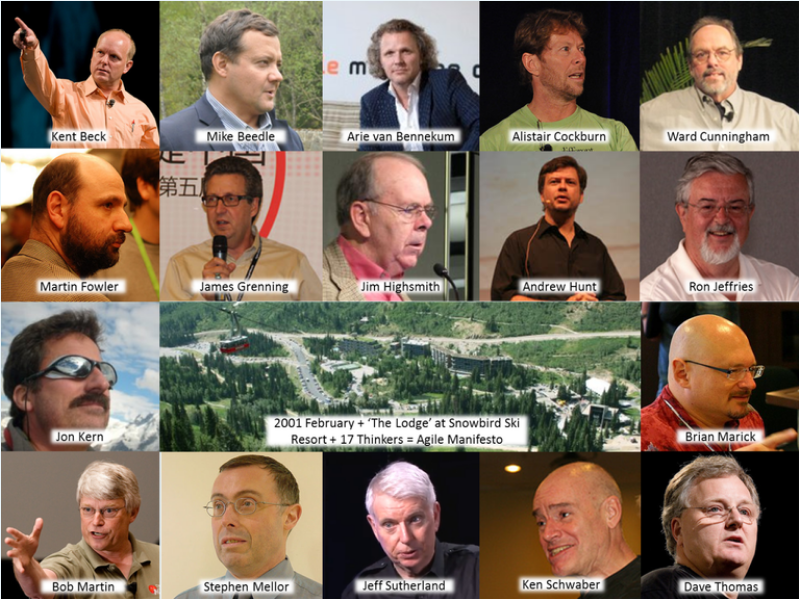 Kent Beck
Mike Beedle
Arie van Bennekum
Alistair Cockburn
Ward Cunningham
第五
Martin Fowler
James Grenning
Jim Highsmith
Andrew Hunt
Ron Jeffries
Jon Kern
2001 February + ‘The Lodge’ at Snowbird Ski
Resort + 17 Thinkers = Agile Manifesto
Brian Marick
Bob Martin
Stephen Mellor
Jeff Sutherland
Ken Schwaber
Dave Thomas